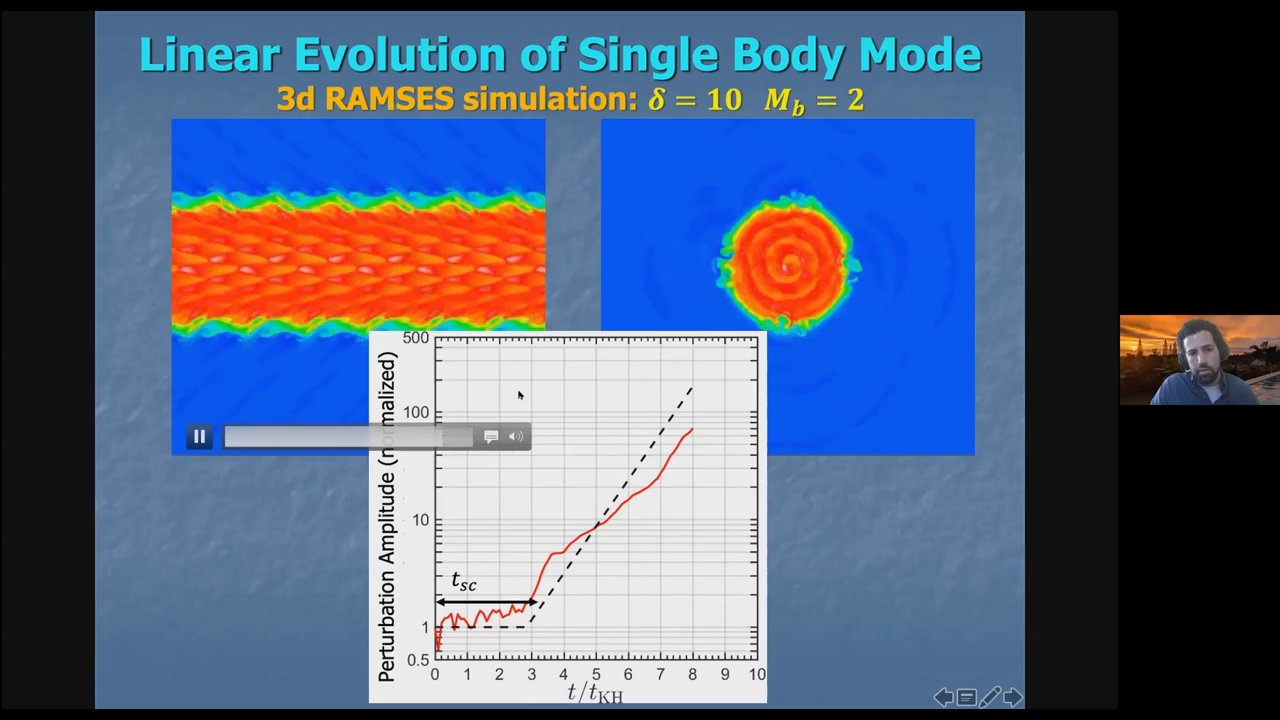 Linear Evolution of Single Body Mode
3d RAMSES simulation: δ = 10 M_b = 2
Perturbation Amplitude (normalized)
500
100
10
1
0.5
t_sc
0 1 2 3 4 5 6 7 8 9 10
t/t_KH